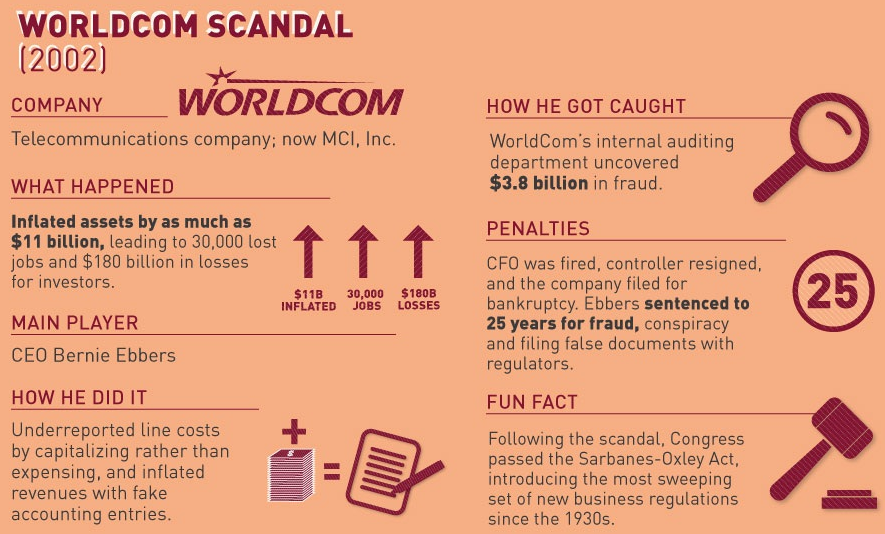 WORLDCOM SCANDAL
(2002)
COMPANY
WORLDCOM
Telecommunications company; now MCI, Inc.
WHAT HAPPENED
Inflated assets by as much as
$11 billion, leading to 30,000 lost
jobs and $180 billion in losses
for investors.
$11B
INFLATED
30,000
JOBS
$180B
LOSSES
MAIN PLAYER
CEO Bernie Ebbers
HOW HE DID IT
Underreported line costs
by capitalizing rather than
expensing, and inflated
revenues with fake
accounting entries.
+
$
=
HOW HE GOT CAUGHT
WorldCom's internal auditing
department uncovered
$3.8 billion in fraud.
PENALTIES
CFO was fired, controller resigned,
and the company filed for
bankruptcy. Ebbers sentenced to
25 years for fraud, conspiracy
and filing false documents with
regulators.
25
FUN FACT
Following the scandal, Congress
passed the Sarbanes-Oxley Act,
introducing the most sweeping
set of new business regulations
since the 1930s.